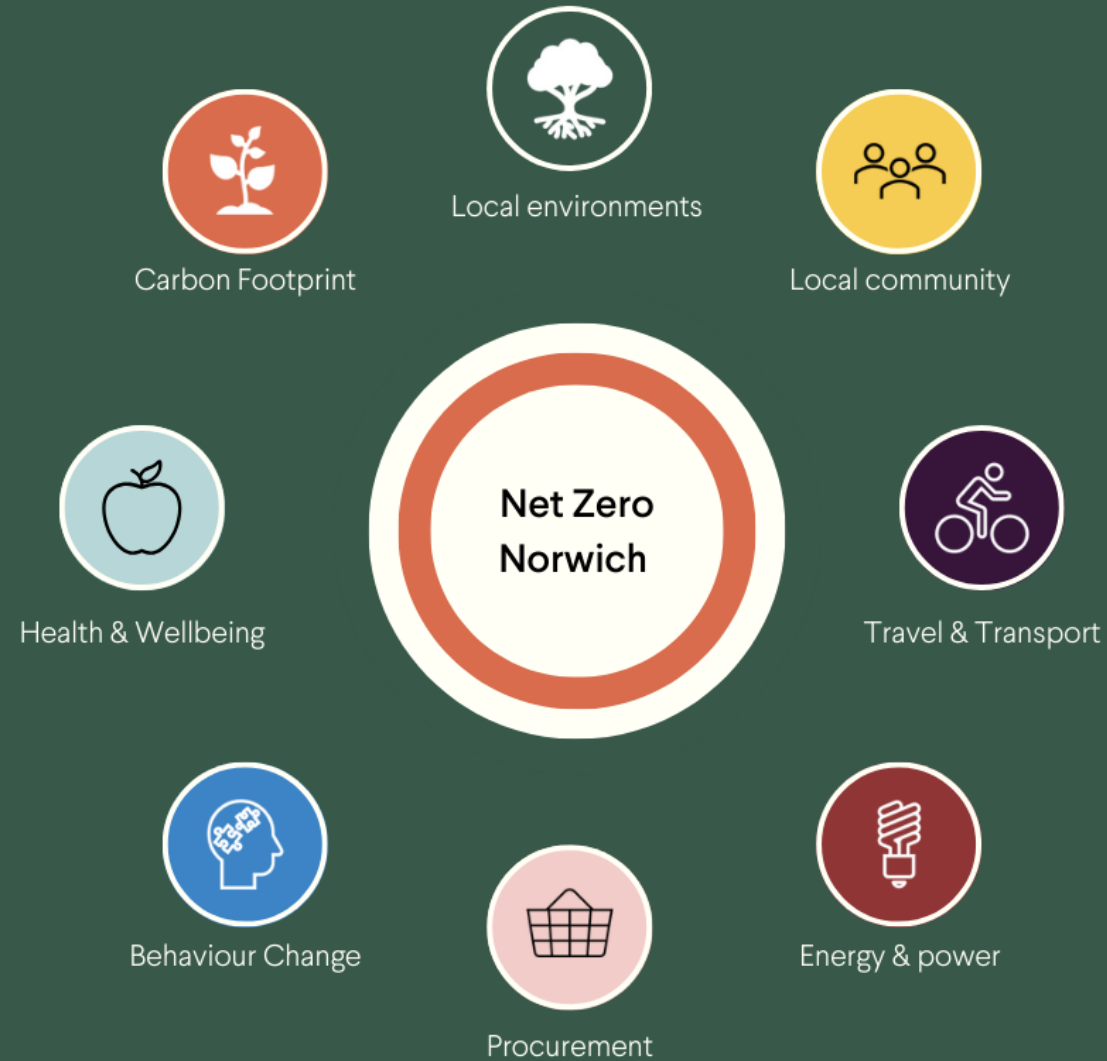 Local environments
Carbon Footprint
Local community
Net Zero
Norwich
Health & Wellbeing
Travel & Transport
Behaviour Change
Energy & power
Procurement